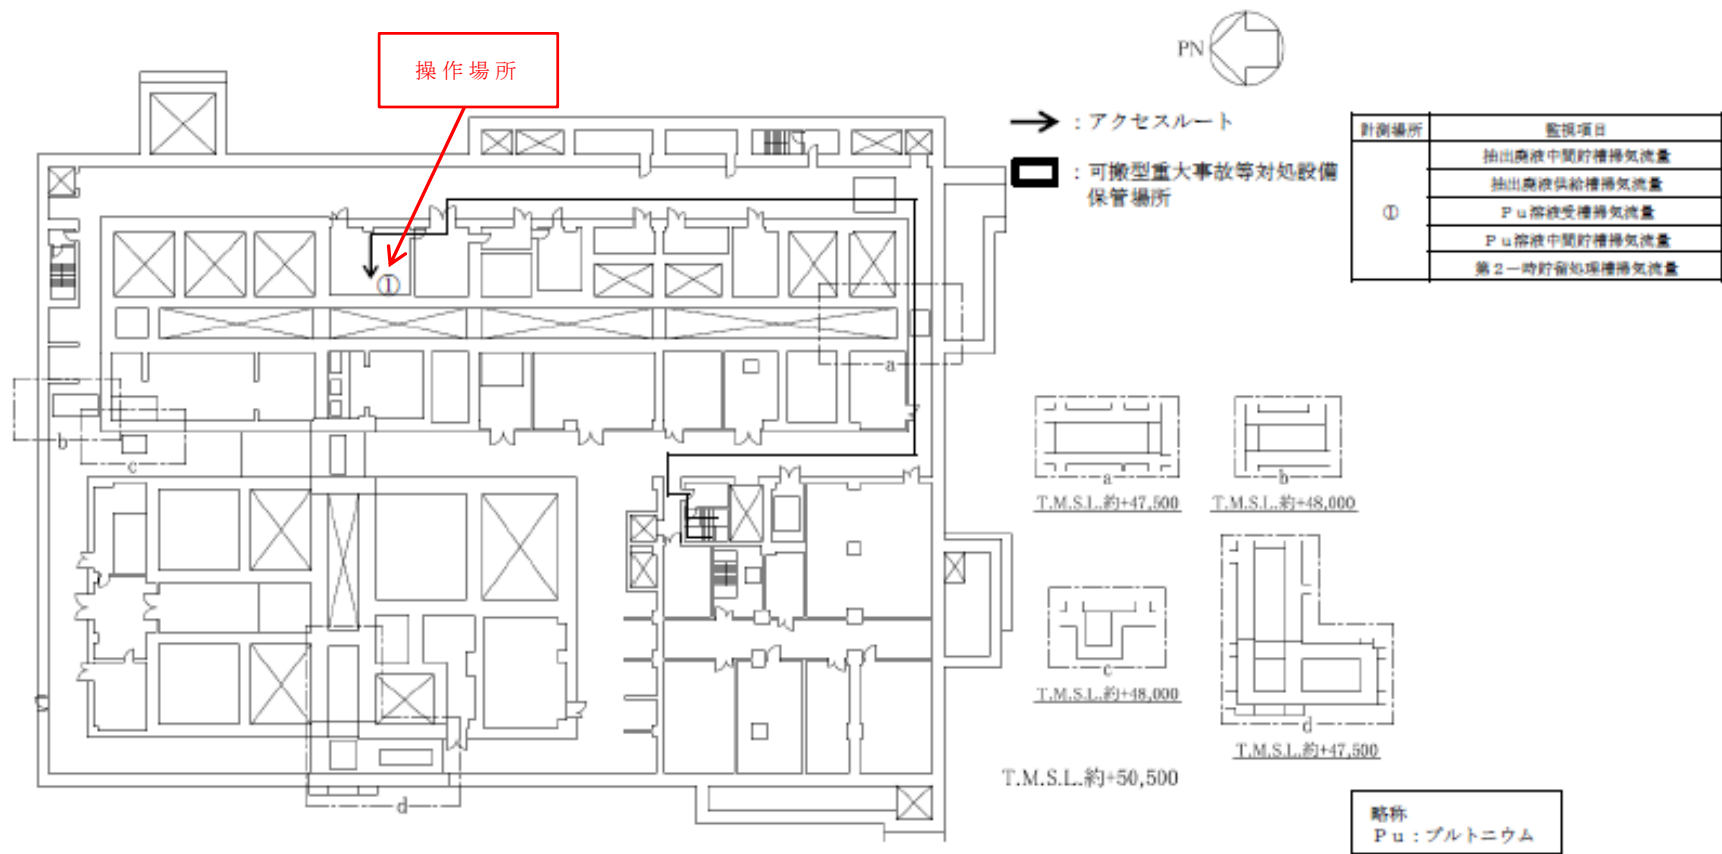 操作場所
PN
：アクセスルート
：可搬型重大事故等対処設備
保管場所
計測場所 監視項目
① 抽出廃液中間貯槽掃気流量
抽出廃液供給槽掃気流量
Ｐｕ溶液受槽掃気流量
Ｐｕ溶液中間貯槽掃気流量
第２一時貯留処理槽掃気流量
①
a
b
c
d
a
T.M.S.L.約+47,500
b
T.M.S.L.約+48,000
c
T.M.S.L.約+48,000
d
T.M.S.L.約+47,500
T.M.S.L.約+50,500
略称
Ｐｕ：プルトニウム